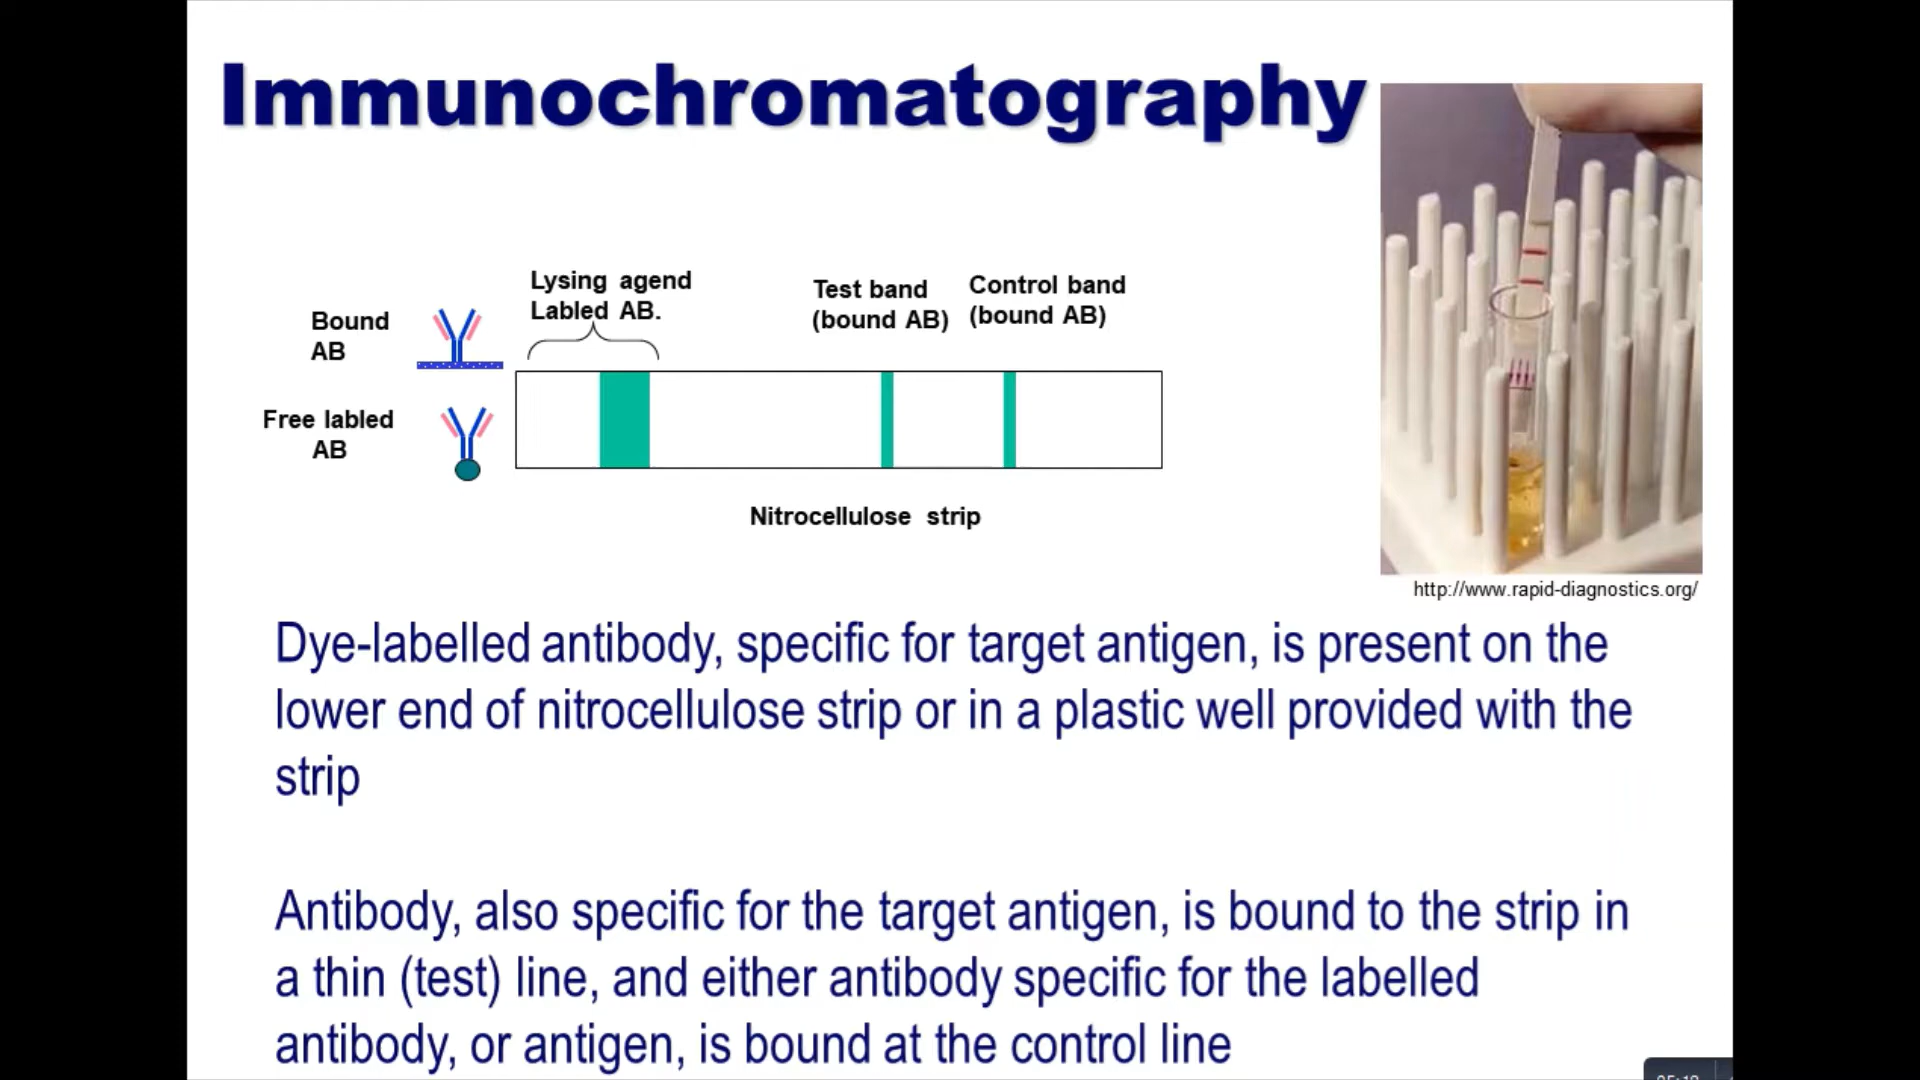 Immunochromatography
Lysing agend
Labled AB.
Test band
(bound AB)
Control band
(bound AB)
Bound
AB
Free labled
AB
Nitrocellulose strip
http://www.rapid-diagnostics.org/
Dye-labelled antibody, specific for target antigen, is present on the
lower end of nitrocellulose strip or in a plastic well provided with the
strip
Antibody, also specific for the target antigen, is bound to the strip in
a thin (test) line, and either antibody specific for the labelled
antibody, or antigen, is bound at the control line